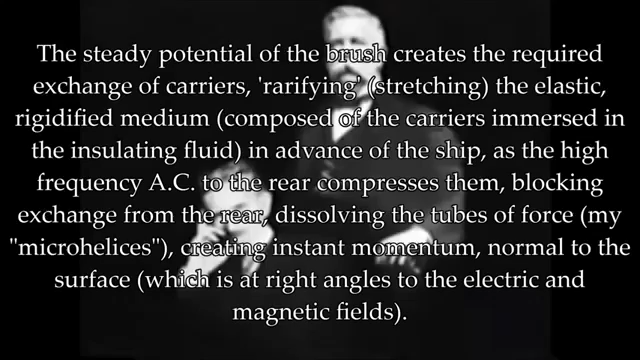 The steady potential of the brush creates the required
exchange of carriers, 'rarifying' (stretching) the elastic,
rigidified medium (composed of the carriers immersed in
the insulating fluid) in advance of the ship, as the high
frequency A.C. to the rear compresses them, blocking
exchange from the rear, dissolving the tubes of force (my
"microhelices"), creating instant momentum, normal to the
surface (which is at right angles to the electric and
magnetic fields).